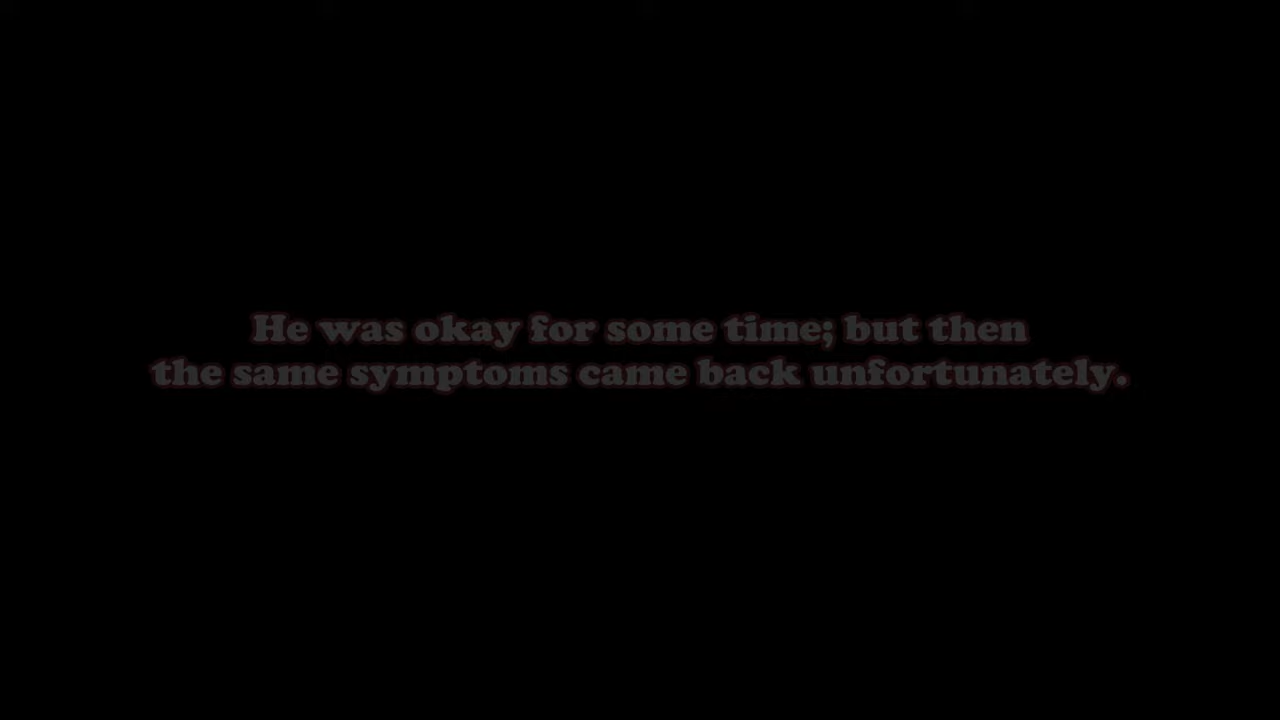 He was okay for some time; but then
the same symptoms came back unfortunately.